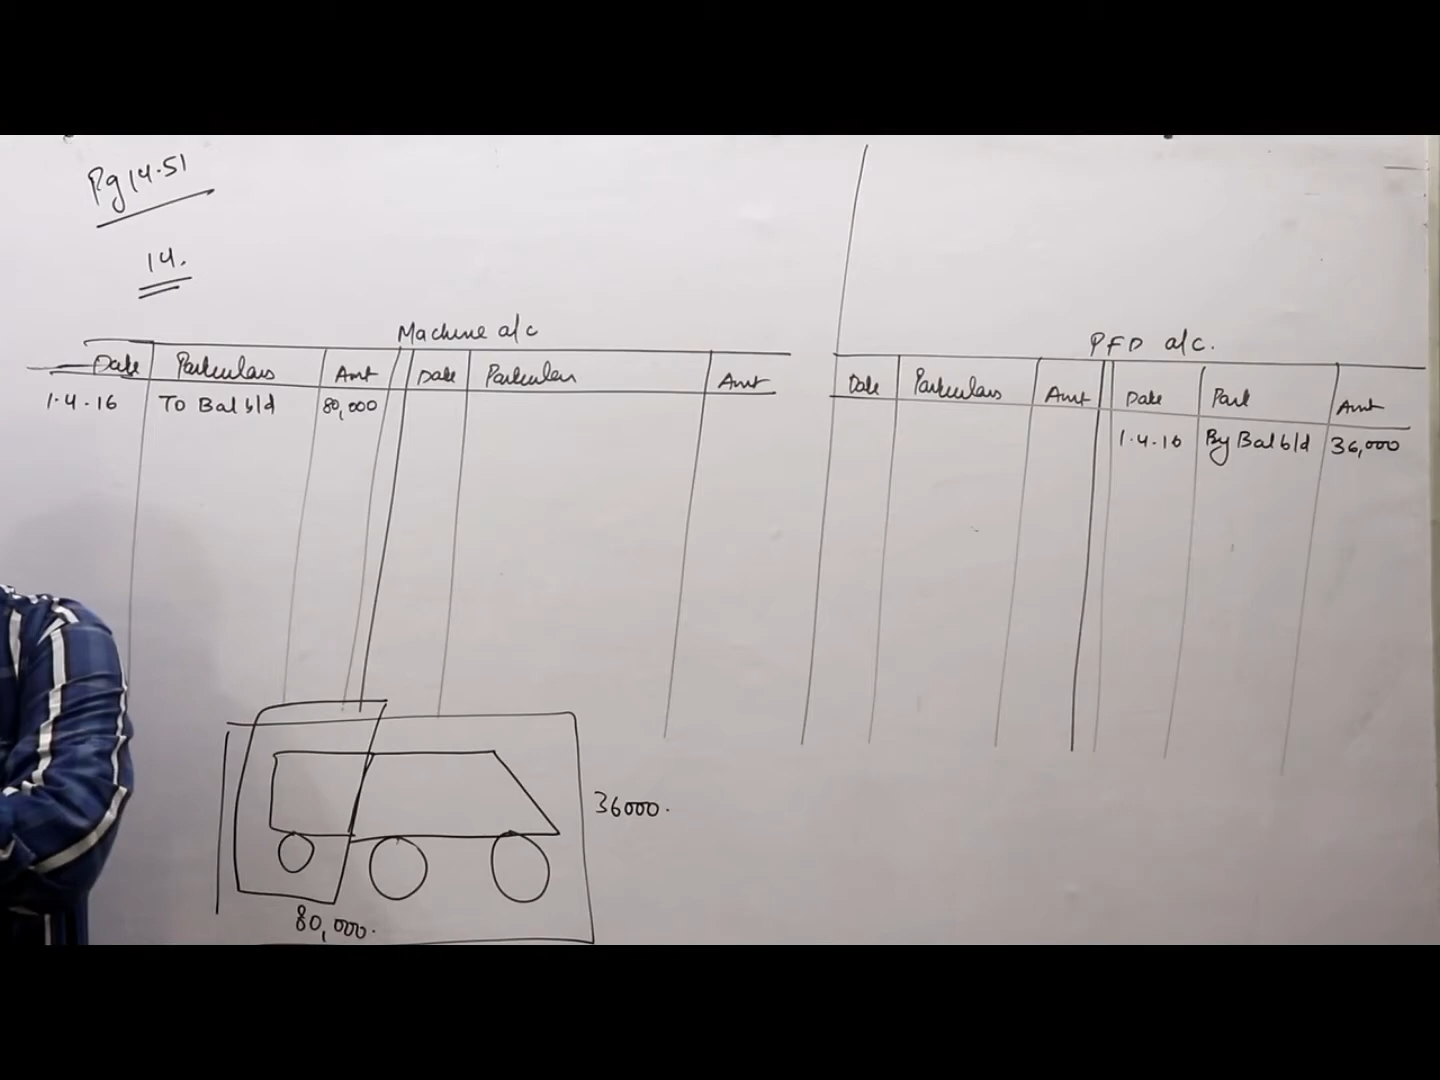 Pg 14.51
14.
Machine a/c
Date Particulars Amt Date Particulars Amt
1.4.16 To Bal b/d 80,000
PFD a/c.
Date Particulars Amt Date Part Amt
1.4.16 By Bal b/d 36,000
36000.
80,000.